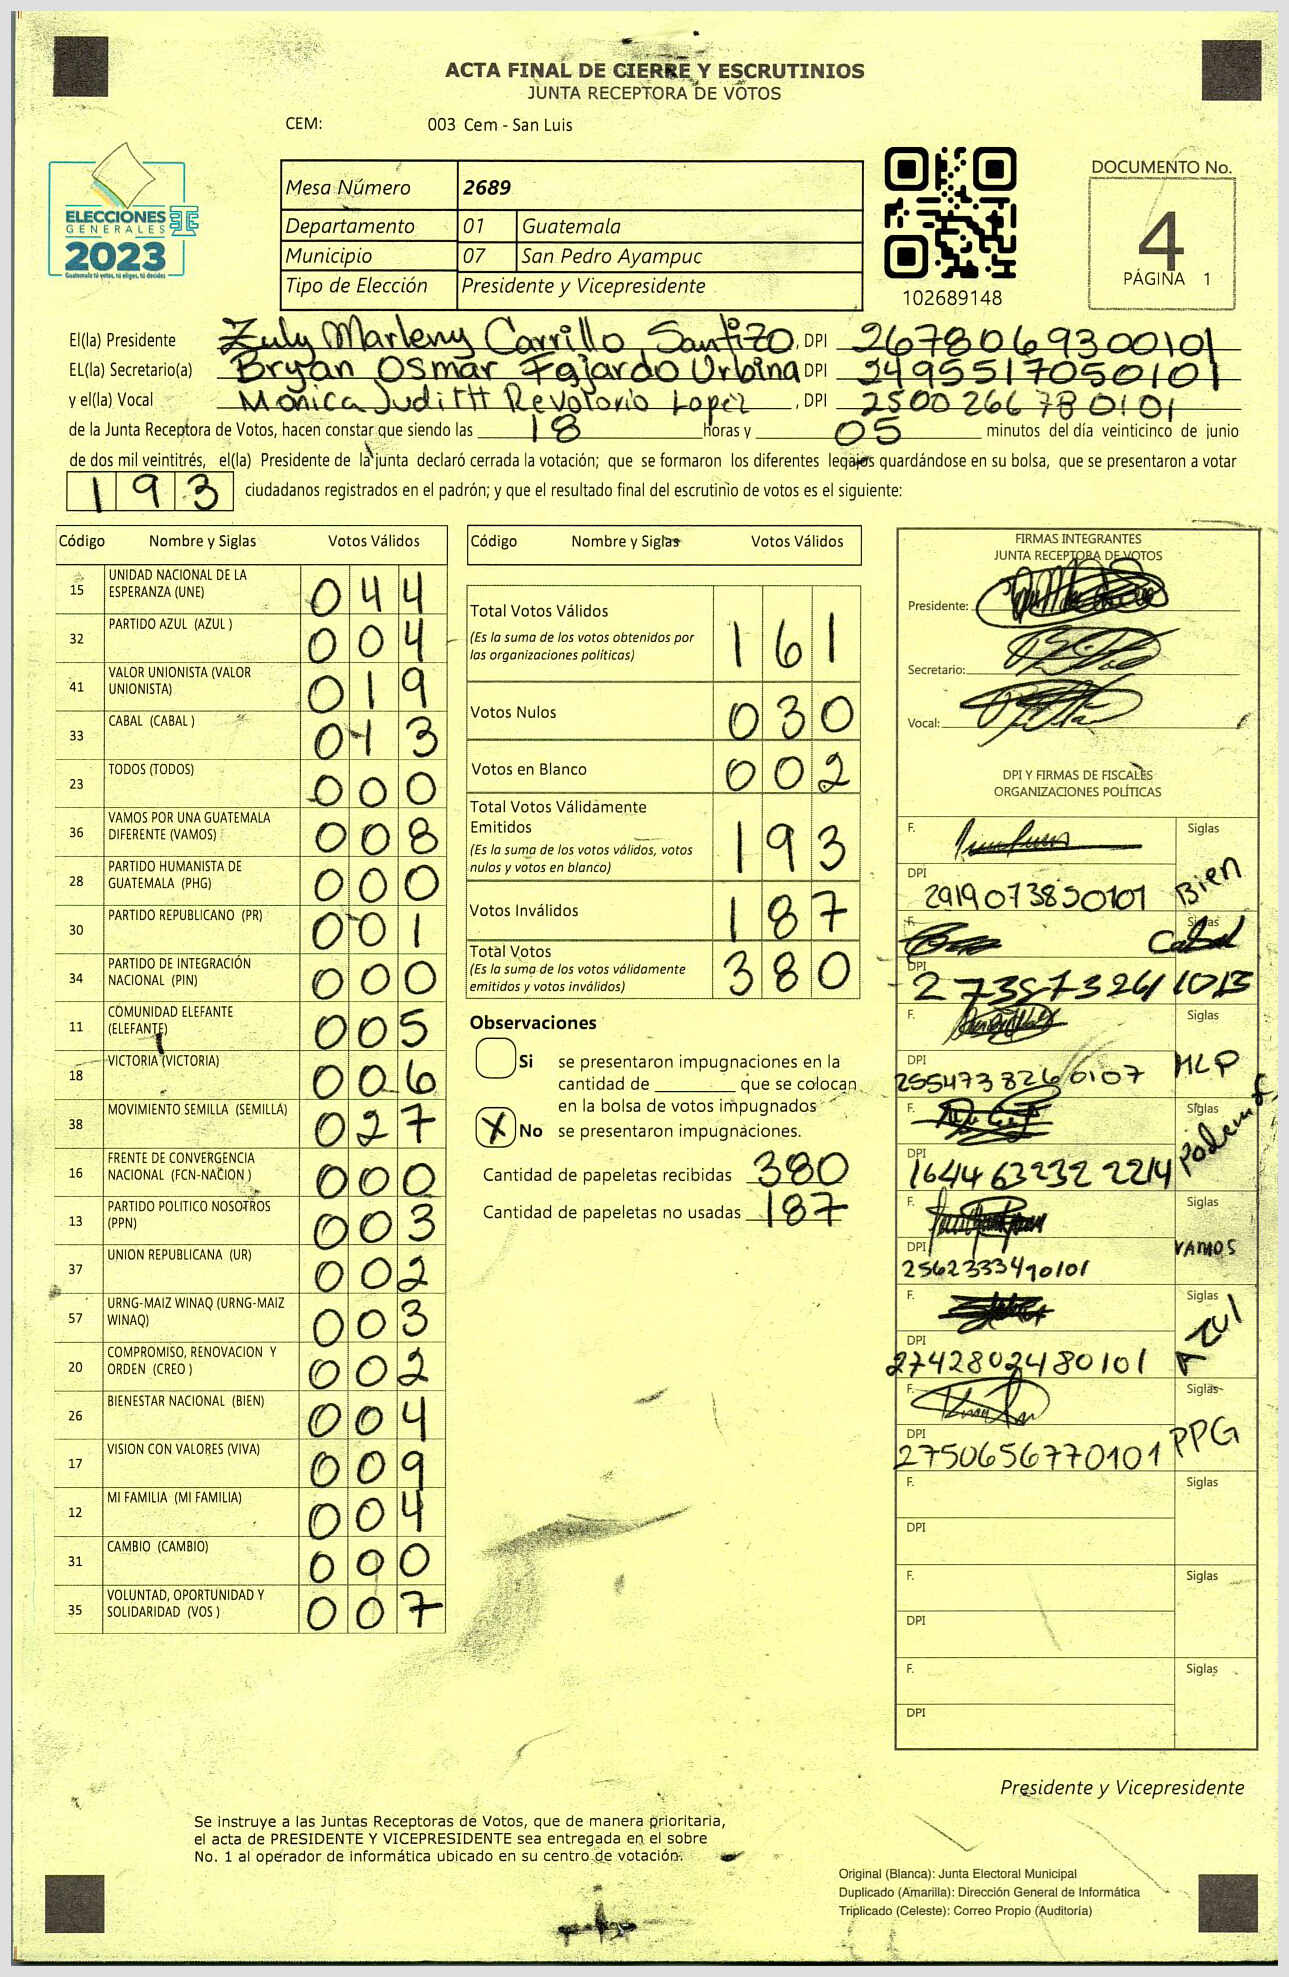 ACTA FINAL DE CIERRE Y ESCRUTINIOS
JUNTA RECEPTORA DE VOTOS
CEM: 003 Cem - San Luis
ELECCIONES
GENERALES
2023
Guatemala tú votas, tú eliges, tú decides
Mesa Número 2689
Departamento 01 Guatemala
Municipio 07 San Pedro Ayampuc
Tipo de Elección Presidente y Vicepresidente
102689148
DOCUMENTO No.
4
PÁGINA 1
El(la) Presidente Zuly Marleny Carrillo Santizo, DPI 2678069300101
EL(la) Secretario(a) Bryan Osmar Fajardo Urbina DPI 2495517050101
y el(la) Vocal Monica Judith Revolorio Lopez, DPI 2500266780101
de la Junta Receptora de Votos, hacen constar que siendo las 18 horas y 05 minutos del día veinticinco de junio
de dos mil veintitrés, el(la) Presidente de la junta declaró cerrada la votación; que se formaron los diferentes legajos guardándose en su bolsa, que se presentaron a votar
193 ciudadanos registrados en el padrón; y que el resultado final del escrutinio de votos es el siguiente:
Código Nombre y Siglas Votos Válidos
15 UNIDAD NACIONAL DE LA ESPERANZA (UNE) 044
32 PARTIDO AZUL (AZUL ) 004
41 VALOR UNIONISTA (VALOR UNIONISTA) 019
33 CABAL (CABAL ) 013
23 TODOS (TODOS) 000
36 VAMOS POR UNA GUATEMALA DIFERENTE (VAMOS) 008
28 PARTIDO HUMANISTA DE GUATEMALA (PHG) 000
30 PARTIDO REPUBLICANO (PR) 001
34 PARTIDO DE INTEGRACIÓN NACIONAL (PIN) 000
11 COMUNIDAD ELEFANTE (ELEFANTE) 005
18 VICTORIA (VICTORIA) 006
38 MOVIMIENTO SEMILLA (SEMILLA) 027
16 FRENTE DE CONVERGENCIA NACIONAL (FCN-NACION ) 000
13 PARTIDO POLITICO NOSOTROS (PPN) 003
37 UNION REPUBLICANA (UR) 002
57 URNG-MAIZ WINAQ (URNG-MAIZ WINAQ) 003
20 COMPROMISO, RENOVACION Y ORDEN (CREO ) 002
26 BIENESTAR NACIONAL (BIEN) 004
17 VISION CON VALORES (VIVA) 009
12 MI FAMILIA (MI FAMILIA) 004
31 CAMBIO (CAMBIO) 000
35 VOLUNTAD, OPORTUNIDAD Y SOLIDARIDAD (VOS ) 007
Código Nombre y Siglas Votos Válidos
Total Votos Válidos 161
(Es la suma de los votos obtenidos por
las organizaciones politicas)
Votos Nulos 030
Votos en Blanco 002
Total Votos Válidamente
Emitidos 193
(Es la suma de los votos válidos, votos
nulos y votos en blanco)
Votos Inválidos 187
Total Votos 380
(Es la suma de los votos válidamente
emitidos y votos inválidos)
Observaciones
Si se presentaron impugnaciones en la
cantidad de ________ que se colocan
en la bolsa de votos impugnados
X No se presentaron impugnaciones.
Cantidad de papeletas recibidas 380
Cantidad de papeletas no usadas 187
FIRMAS INTEGRANTES
JUNTA RECEPTORA DE VOTOS
Presidente:
Secretario:
Vocal:
DPI Y FIRMAS DE FISCALES
ORGANIZACIONES POLÍTICAS
F. Siglas
DPI 2919073850101 Bien
F. Siglas Cabal
DPI
F. Siglas
DPI 2554738260107 MLP
F. Siglas
DPI 1644632322214 Podemos
F. Siglas
DPI 2562333490101 VAMOS
F. Siglas
DPI 2742802480101 AZUL
F. Siglas
DPI 2750656770101 PPG
F. Siglas
DPI
F. Siglas
DPI
F. Siglas
DPI
Presidente y Vicepresidente
Se instruye a las Juntas Receptoras de Votos, que de manera prioritaria,
el acta de PRESIDENTE Y VICEPRESIDENTE sea entregada en el sobre
No. 1 al operador de informática ubicado en su centro de votación.
Original (Blanca): Junta Electoral Municipal
Duplicado (Amarilla): Dirección General de Informática
Triplicado (Celeste): Correo Propio (Auditoría)